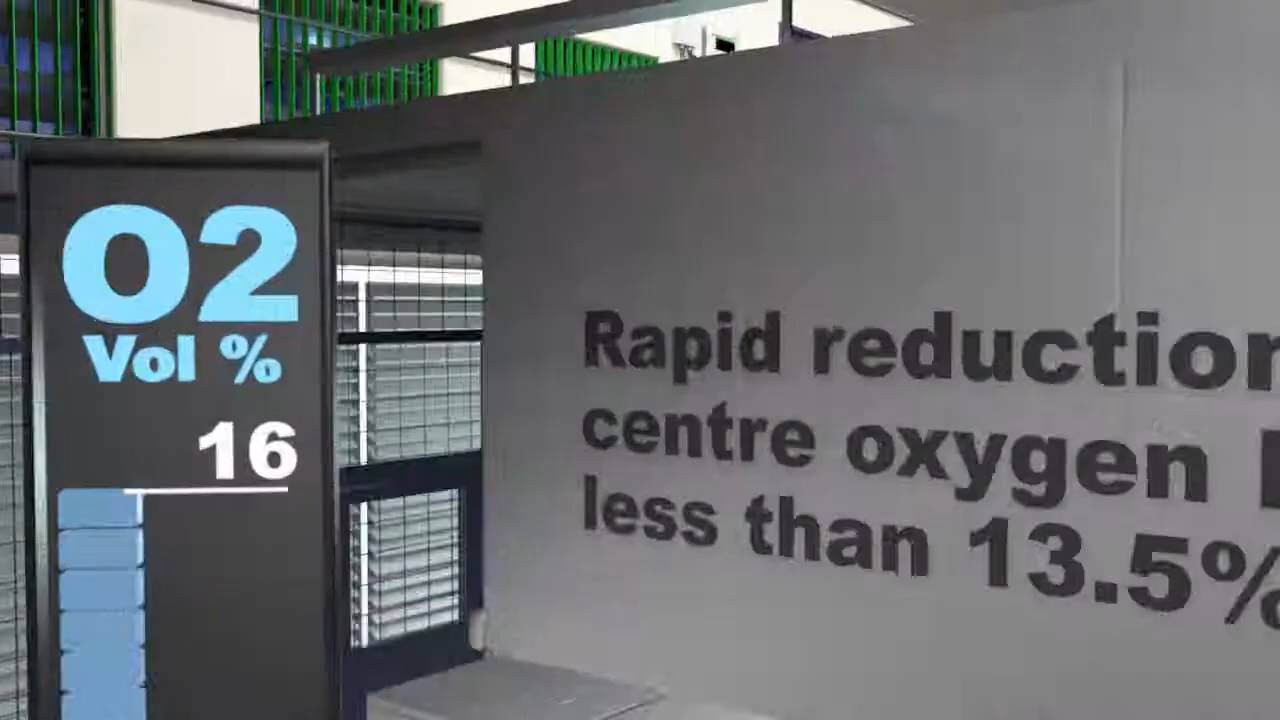 O2
Vol %
16
Rapid reduction
centre oxygen
less than 13.5%